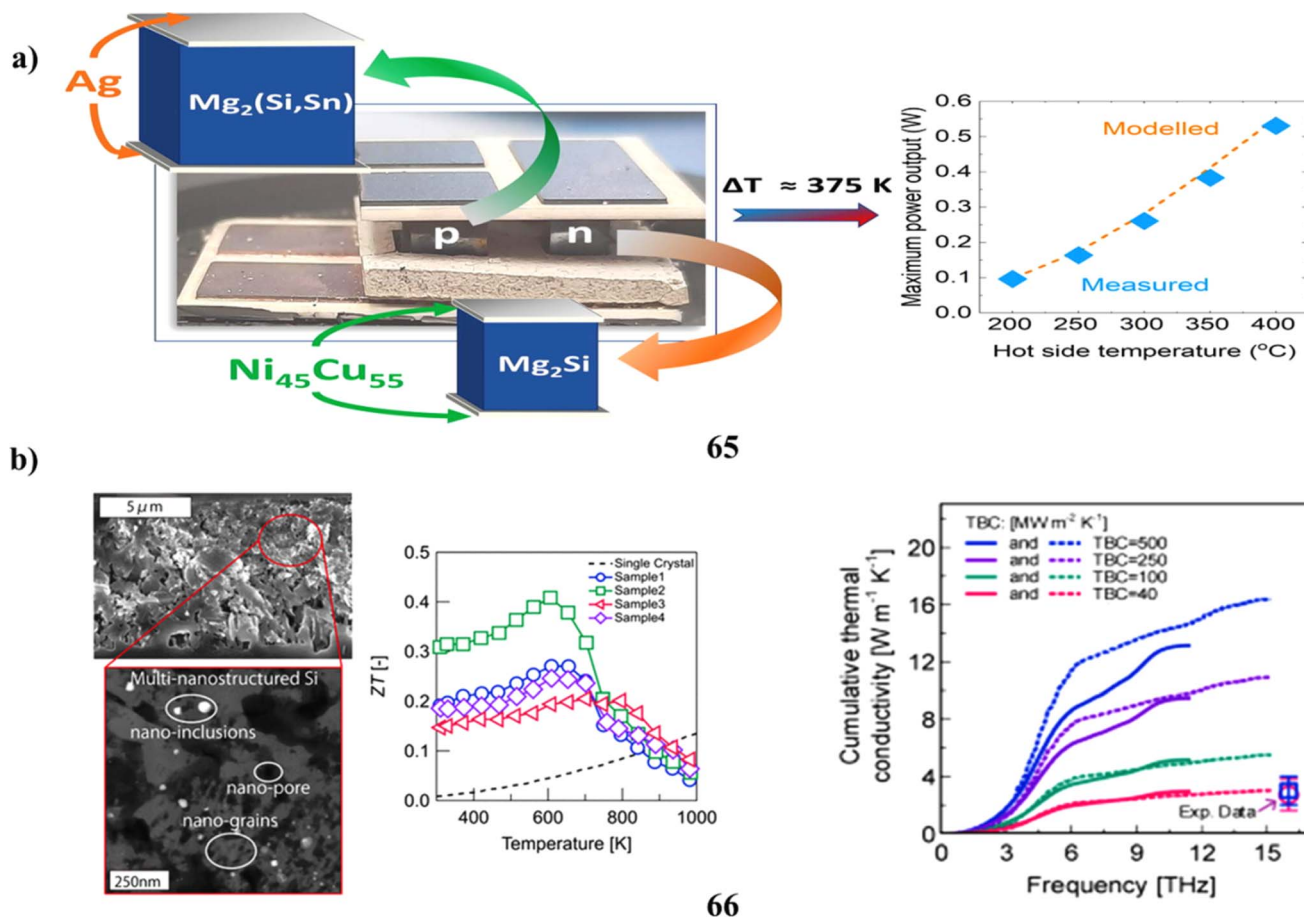 a)
Ag
Mg₂(Si,Sn)
p
n
Ni₄₅Cu₅₅
Mg₂Si
ΔT ≈ 375 K
Maximum power output (W)
0.6
0.5
0.4
0.3
0.2
0.1
0.0
Modelled
Measured
200 250 300 350 400
Hot side temperature (°C)
65
b)
5 μm
Multi-nanostructured Si
nano-inclusions
nano-pore
nano-grains
250nm
ZT [-]
0.5
0.4
0.3
0.2
0.1
0.0
Single Crystal
Sample1
Sample2
Sample3
Sample4
400 600 800 1000
Temperature [K]
Cumulative thermal
conductivity [W m⁻¹ K⁻¹]
20
16
12
8
4
0
TBC: [MW m⁻² K⁻¹]
and TBC=500
and TBC=250
and TBC=100
and TBC=40
Exp. Data
0 3 6 9 12 15
Frequency [THz]
66